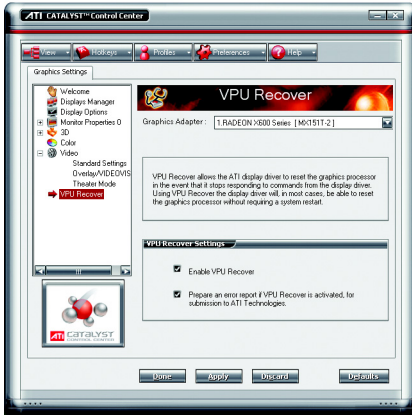 ATI CATALYST™ Control Center
View
Hotkeys
Profiles
Preferences
Help
Graphics Settings
Welcome
Displays Manager
Display Options
Monitor Properties 0
3D
Color
Video
Standard Settings
Overlay/VIDEOVIS
Theater Mode
VPU Recover
ATI CATALYST
CONTROL CENTER
VPU Recover
Graphics Adapter :
1.RADEON X600 Series [ MX151T-2 ]
VPU Recover allows the ATI display driver to reset the graphics processor
in the event that it stops responding to commands from the display driver.
Using VPU Recover the display driver will, in most cases, be able to reset
the graphics processor without requiring a system restart.
VPU Recover Settings
Enable VPU Recover
Prepare an error report if VPU Recover is activated, for
submission to ATI Technologies.
Done
Apply
Discard
Defaults